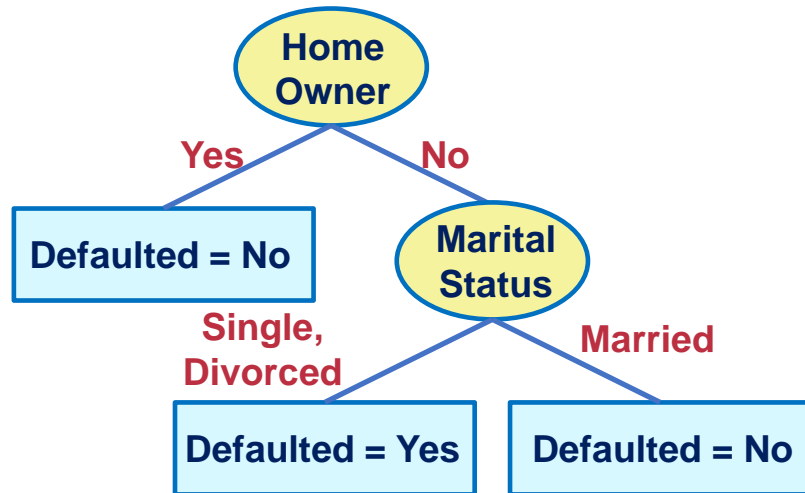 Home
Owner
Yes
No
Defaulted = No
Marital
Status
Single,
Divorced
Married
Defaulted = Yes
Defaulted = No